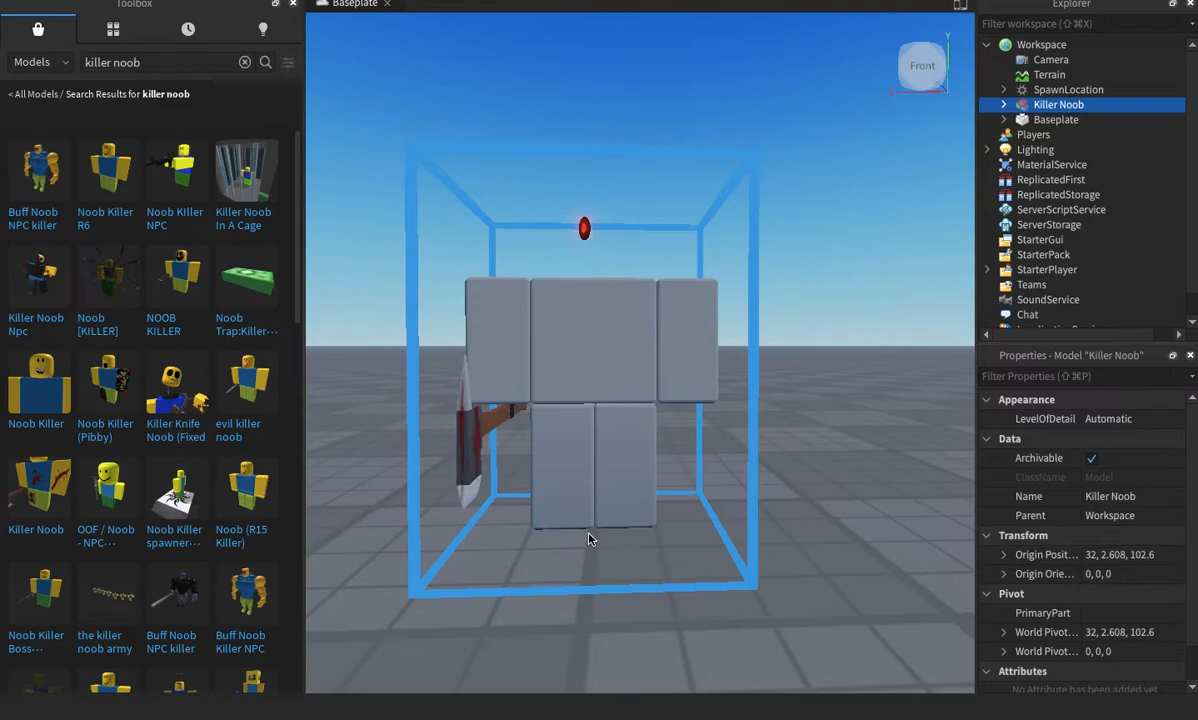 Toolbox
Models
killer noob
< All Models / Search Results for killer noob
Buff Noob
NPC killer
Noob Killer
R6
Noob KIller
NPC
Killer Noob
In A Cage
Killer Noob
Npc
Noob
[KILLER]
NOOB
KILLER
Noob
Trap:Killer···
Noob Killer
Noob Killer
(Pibby)
Killer Knife
Noob (Fixed
evil killer
noob
Killer Noob
OOF / Noob
- NPC···
Noob Killer
spawner···
Noob (R15
Killer)
Noob Killer
Boss···
the killer
noob army
Buff Noob
NPC killer
Buff Noob
Killer NPC
Baseplate
Front
Y
Explorer
Filter workspace (⇧⌘X)
Workspace
Camera
Terrain
SpawnLocation
Killer Noob
Baseplate
Players
Lighting
MaterialService
ReplicatedFirst
ReplicatedStorage
ServerScriptService
ServerStorage
StarterGui
StarterPack
StarterPlayer
Teams
SoundService
Chat
Properties - Model "Killer Noob"
Filter Properties (⇧⌘P)
Appearance
LevelOfDetail Automatic
Data
Archivable
ClassName Model
Name Killer Noob
Parent Workspace
Transform
Origin Posit... 32, 2.608, 102.6
Origin Orie... 0, 0, 0
Pivot
PrimaryPart
World Pivot... 32, 2.608, 102.6
World Pivot... 0, 0, 0
Attributes
No Attribute has been added yet